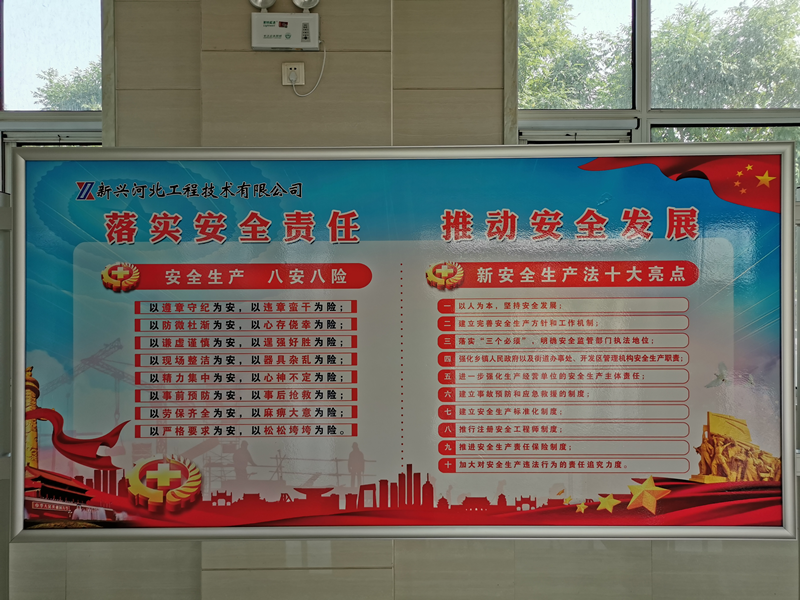 新兴河北工程技术有限公司
落实安全责任
推动安全发展
安全生产 八安八险
以遵章守纪为安，以违章蛮干为险；
以防微杜渐为安，以心存侥幸为险；
以谦虚谨慎为安，以逞强好胜为险；
以现场整洁为安，以器具杂乱为险；
以精力集中为安，以心神不定为险；
以事前预防为安，以事后抢救为险；
以劳保齐全为安，以麻痹大意为险；
以严格要求为安，以松松垮垮为险。
新安全生产法十大亮点
一 以人为本，坚持安全发展；
二 建立完善安全生产方针和工作机制；
三 落实“三个必须”，明确安全监管部门执法地位；
四 强化乡镇人民政府以及街道办事处、开发区管理机构安全生产职责；
五 进一步强化生产经营单位的安全生产主体责任；
六 建立事故预防和应急救援的制度；
七 建立安全生产标准化制度；
八 推行注册安全工程师制度；
九 推进安全生产责任保险制度；
十 加大对安全生产违法行为的责任追究力度。